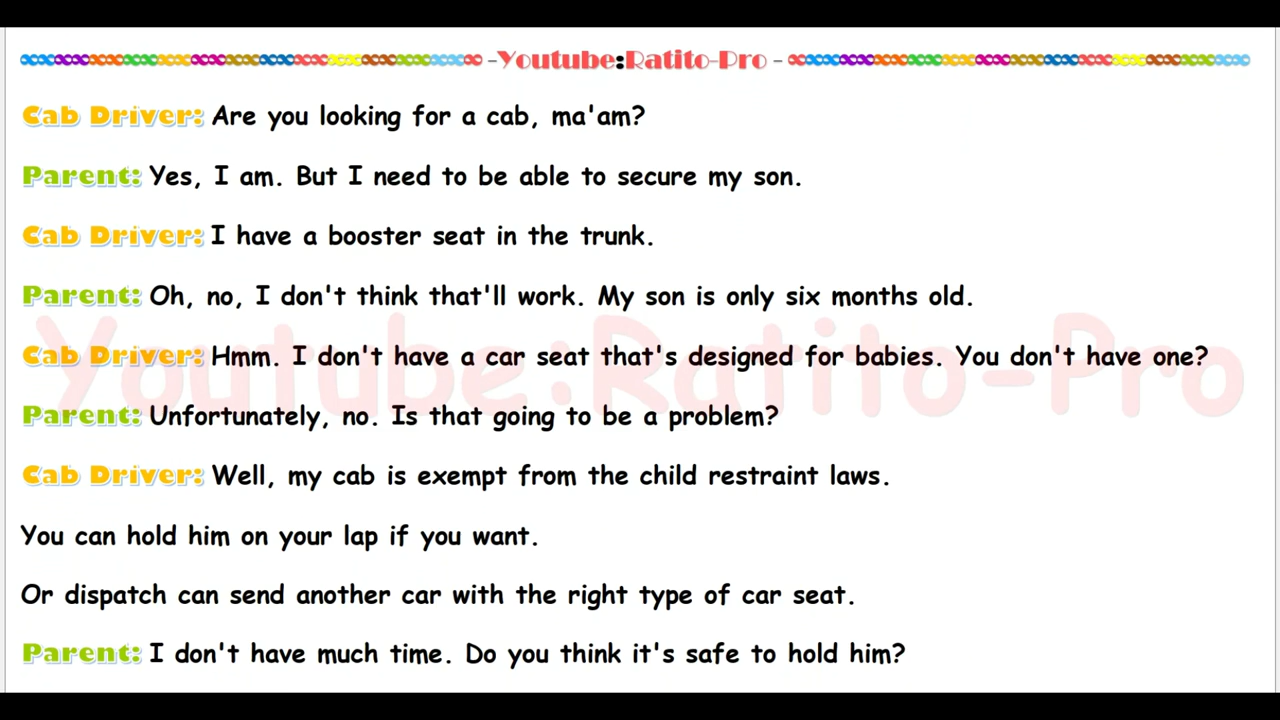 -Youtube:Ratito-Pro -
Cab Driver: Are you looking for a cab, ma'am?
Parent: Yes, I am. But I need to be able to secure my son.
Cab Driver: I have a booster seat in the trunk.
Parent: Oh, no, I don't think that'll work. My son is only six months old.
Youtube:Ratito-Pro
Cab Driver: Hmm. I don't have a car seat that's designed for babies. You don't have one?
Parent: Unfortunately, no. Is that going to be a problem?
Cab Driver: Well, my cab is exempt from the child restraint laws.
You can hold him on your lap if you want.
Or dispatch can send another car with the right type of car seat.
Parent: I don't have much time. Do you think it's safe to hold him?